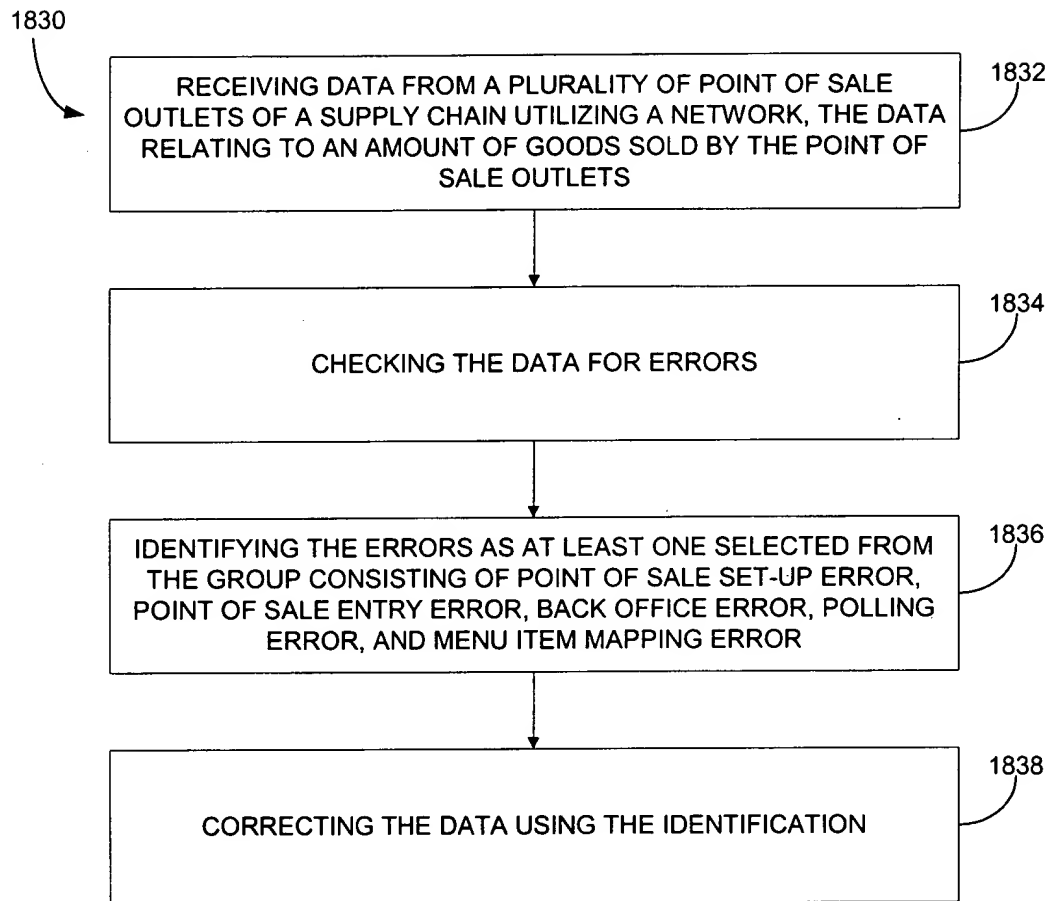 1830
RECEIVING DATA FROM A PLURALITY OF POINT OF SALE
OUTLETS OF A SUPPLY CHAIN UTILIZING A NETWORK, THE DATA
RELATING TO AN AMOUNT OF GOODS SOLD BY THE POINT OF
SALE OUTLETS
1832
CHECKING THE DATA FOR ERRORS
1834
IDENTIFYING THE ERRORS AS AT LEAST ONE SELECTED FROM
THE GROUP CONSISTING OF POINT OF SALE SET-UP ERROR,
POINT OF SALE ENTRY ERROR, BACK OFFICE ERROR, POLLING
ERROR, AND MENU ITEM MAPPING ERROR
1836
CORRECTING THE DATA USING THE IDENTIFICATION
1838